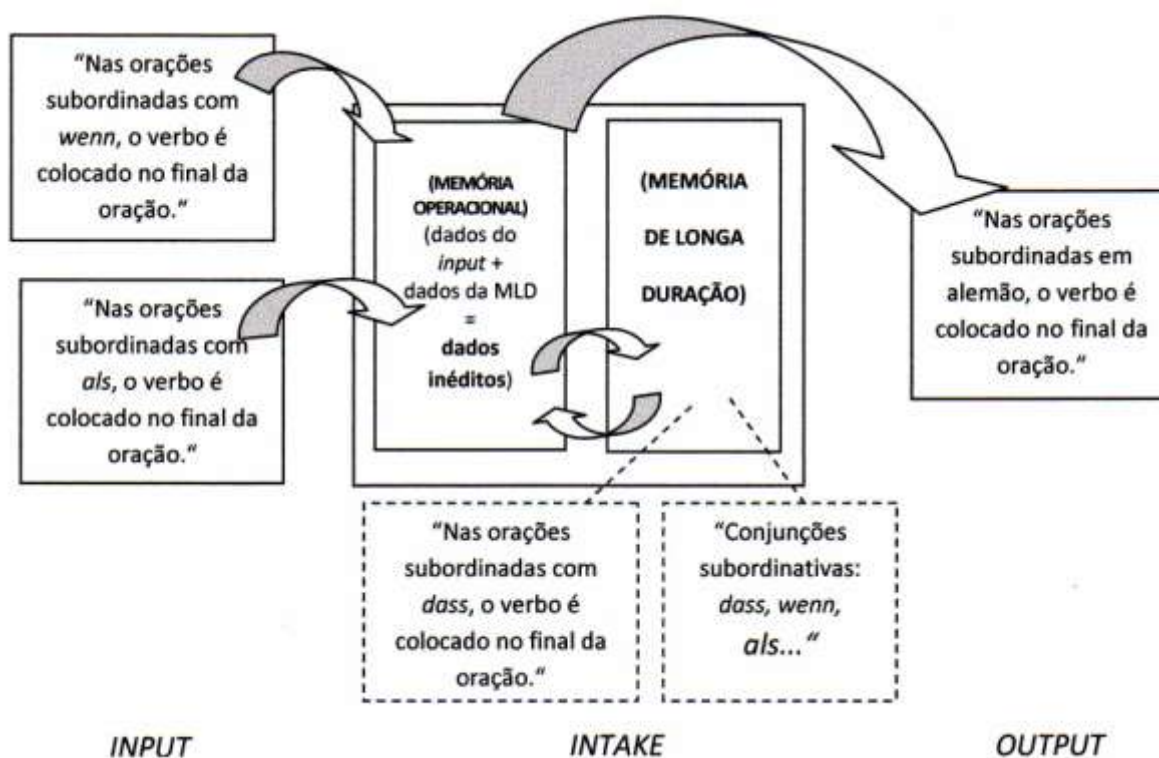 “Nas orações
subordinadas com
wenn, o verbo é
colocado no final da
oração.“
“Nas orações
subordinadas com
als, o verbo é
colocado no final da
oração.“
(MEMÓRIA
OPERACIONAL)
(dados do
input +
dados da MLD
=
dados
inéditos)
(MEMÓRIA
DE LONGA
DURAÇÃO)
“Nas orações
subordinadas com
dass, o verbo é
colocado no final da
oração.“
“Conjunções
subordinativas:
dass, wenn,
als...“
“Nas orações
subordinadas em
alemão, o verbo é
colocado no final da
oração.“
INPUT
INTAKE
OUTPUT